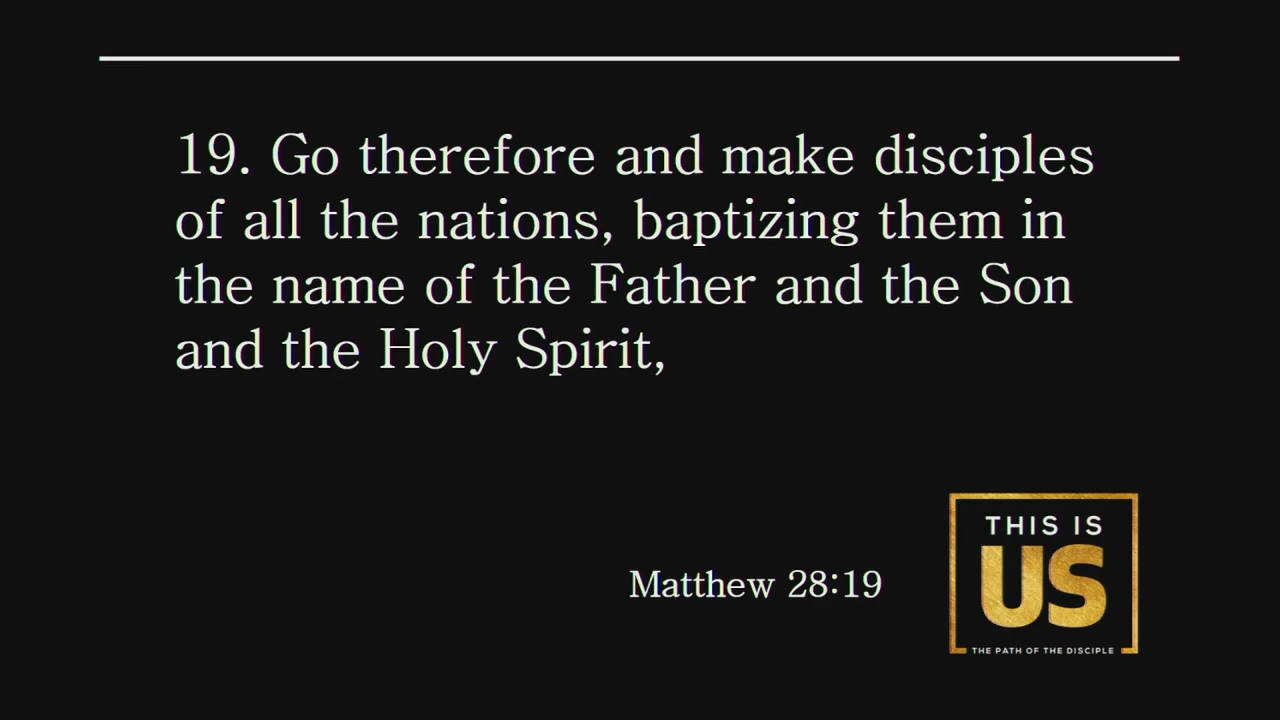 19. Go therefore and make disciples
of all the nations, baptizing them in
the name of the Father and the Son
and the Holy Spirit,
Matthew 28:19
THIS IS
US
THE PATH OF THE DISCIPLE